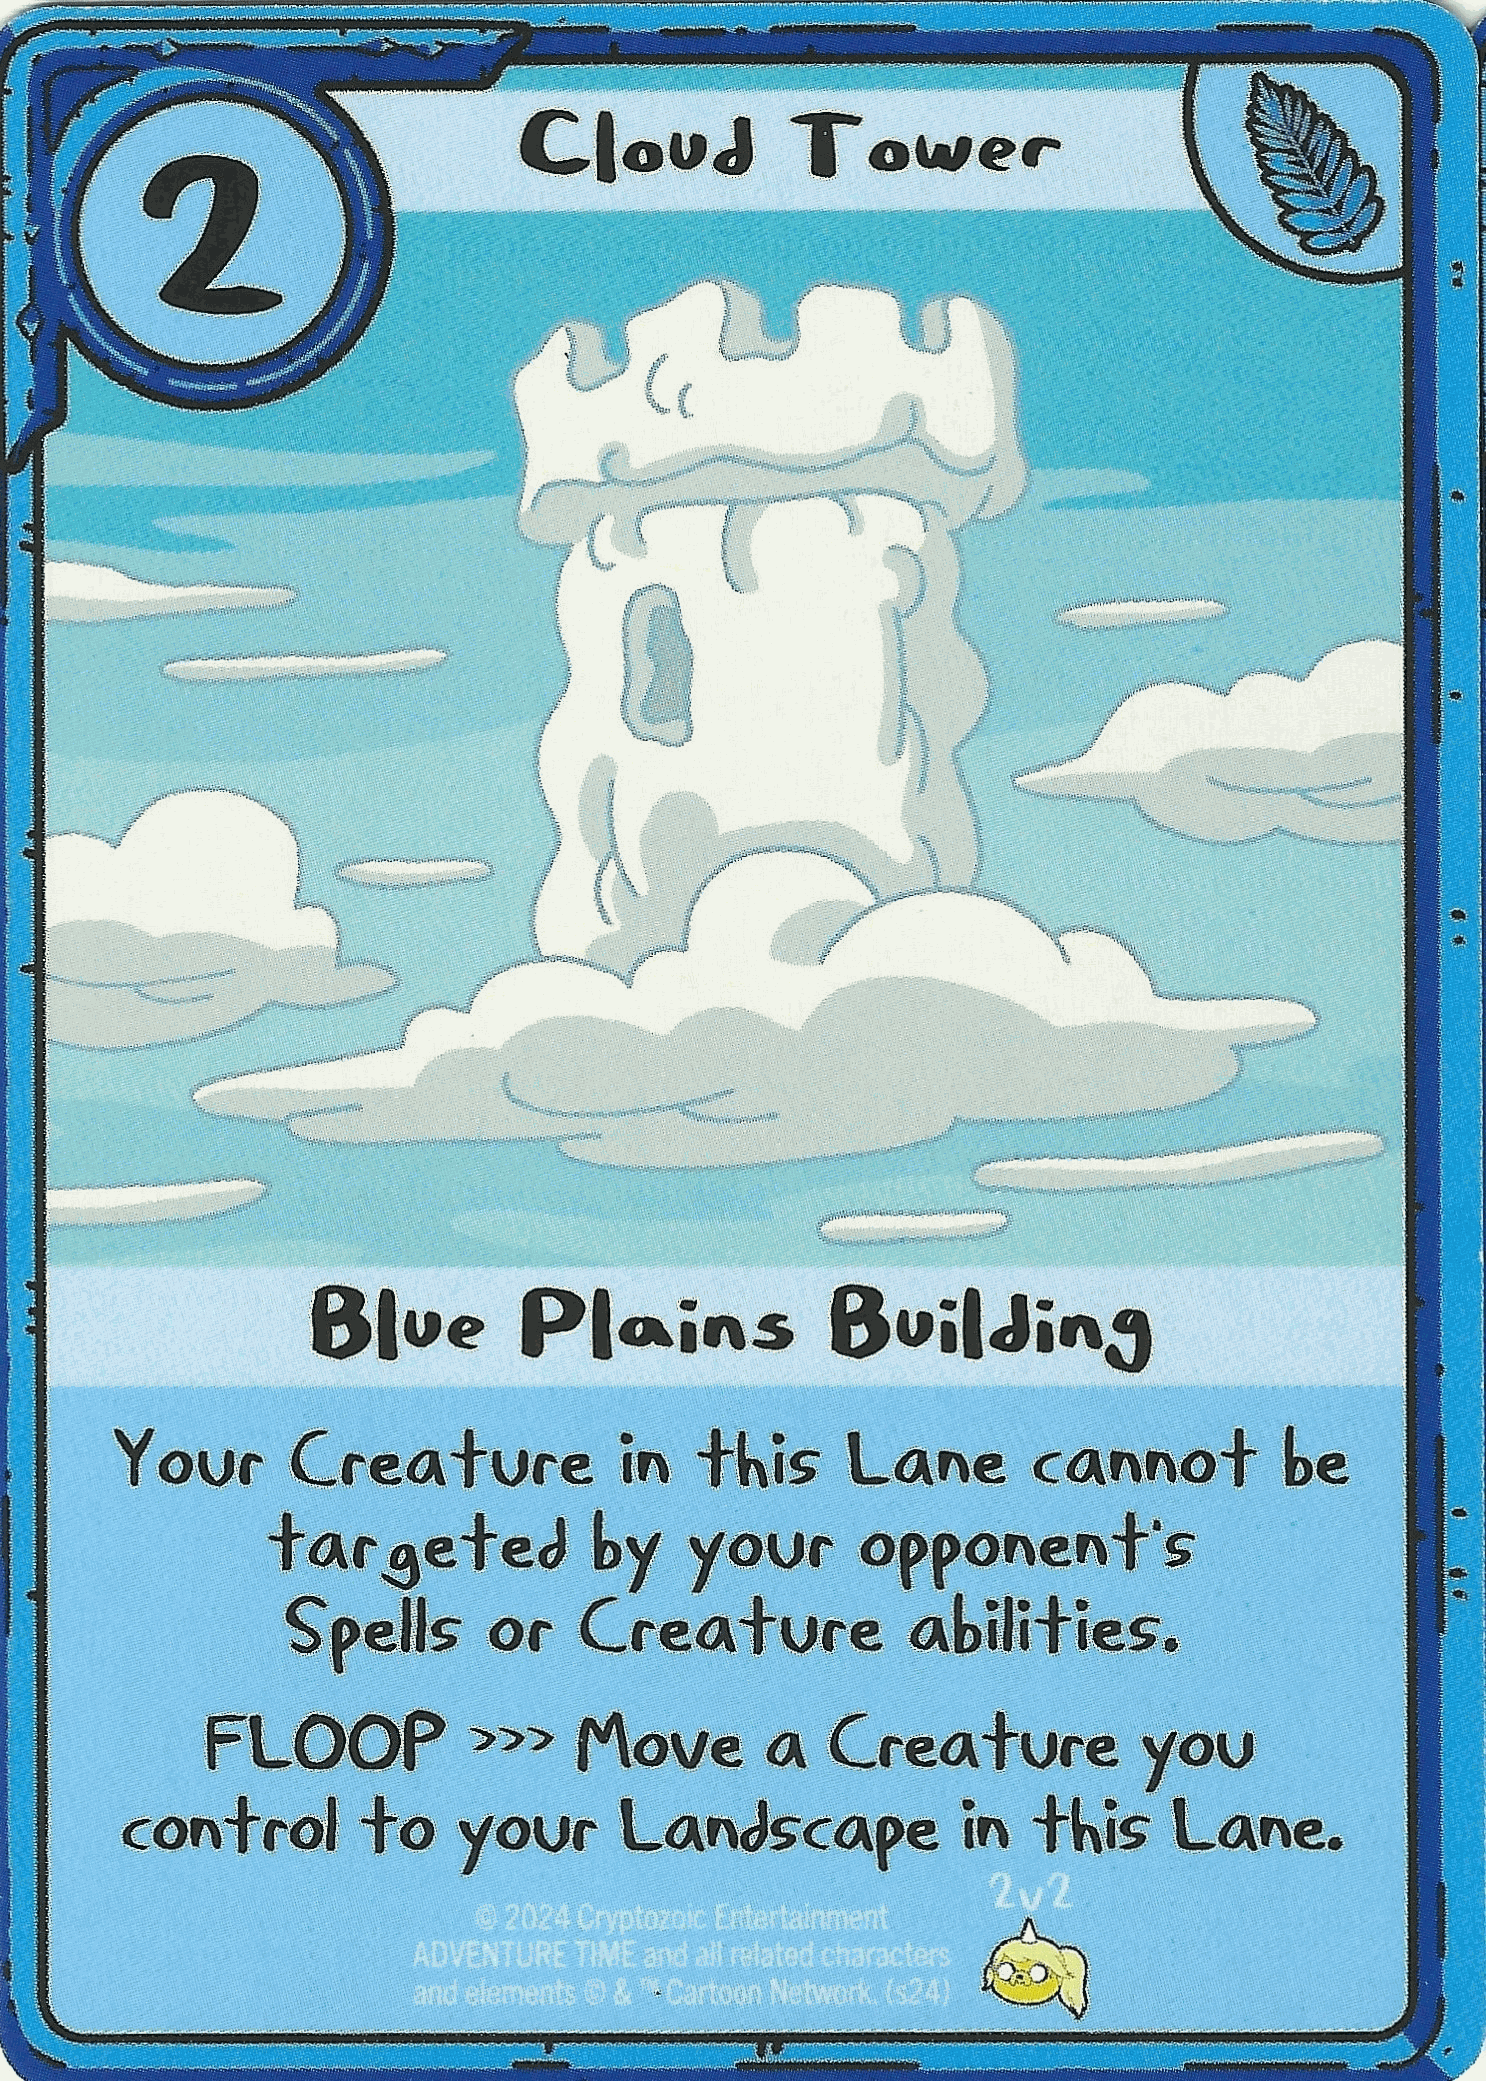 2
Cloud Tower
Blue Plains Building
Your Creature in this Lane cannot be
targeted by your opponent's
Spells or Creature abilities.
FLOOP >>> Move a Creature you
control to your Landscape in this Lane.
2v2
© 2024 Cryptozoic Entertainment
ADVENTURE TIME and all related characters
and elements © & ™ Cartoon Network. (s24)